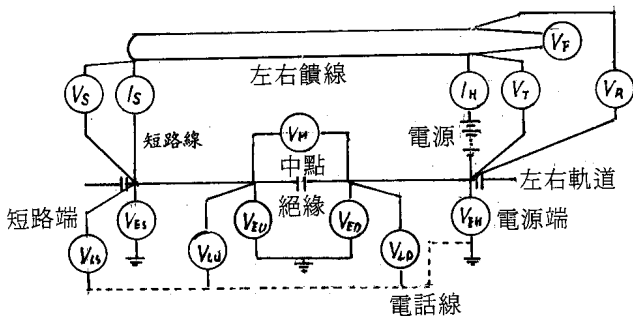 V_F
左右饋線
V_S
I_S
I_H
V_T
V_R
短路線
V_M
電源
中點
絕緣
左右軌道
短路端
V_ES
V_EU
V_ED
V_EH
電源端
V_LS
V_LU
V_LD
電話線